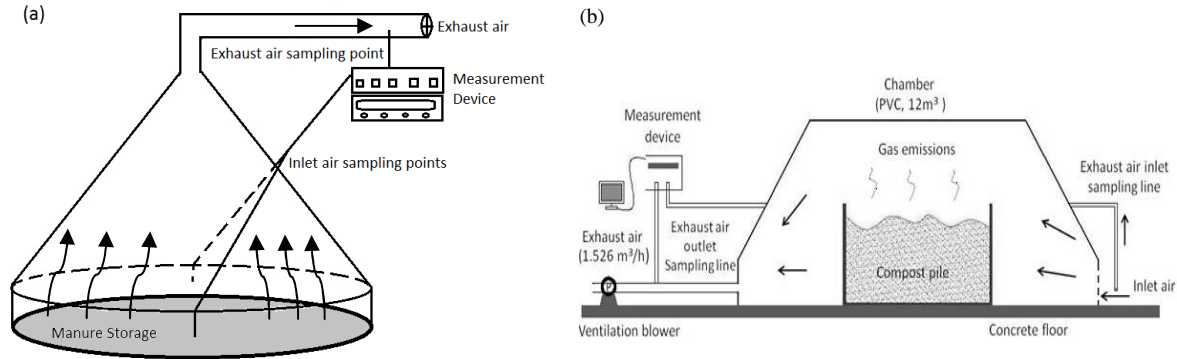 (a)
Exhaust air
Exhaust air sampling point
Measurement
Device
Inlet air sampling points
Manure Storage
(b)
Chamber
(PVC, 12m³ )
Measurement
device
Gas emissions
Exhaust air inlet
sampling line
Exhaust air
(1.526 m³/h)
Exhaust air
outlet
Sampling line
Compost pile
Inlet air
P
Ventilation blower
Concrete floor